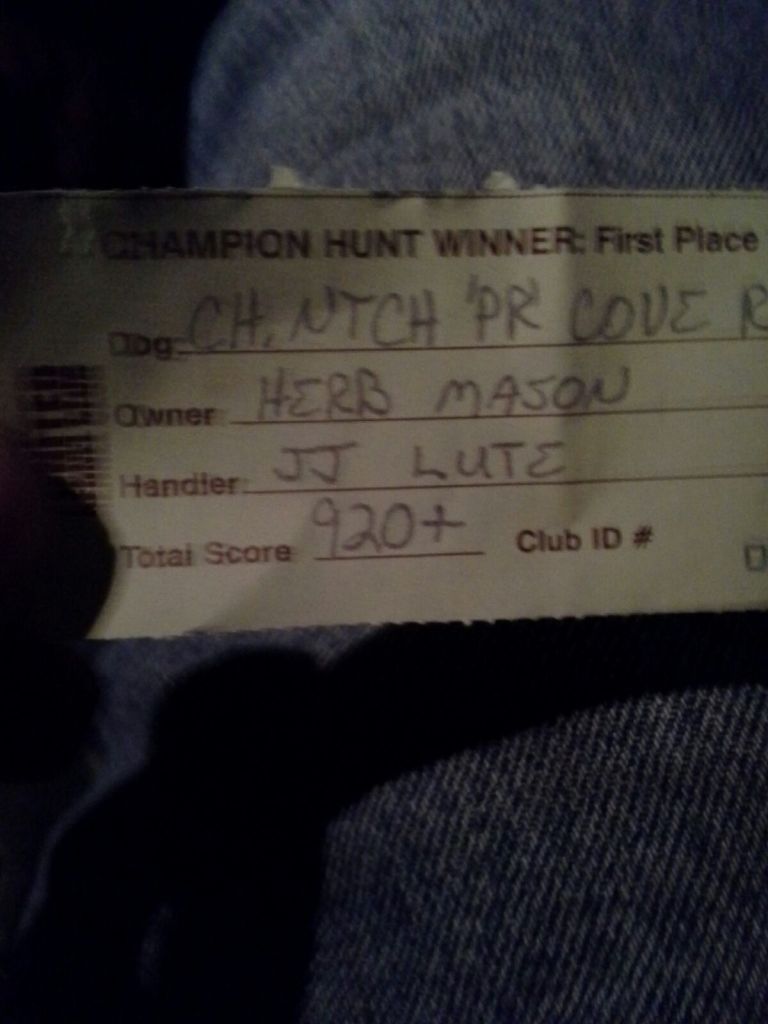 CHAMPION HUNT WINNER: First Place
Dog: CH. NTCH 'PR' COVE R
Owner HERB MASON
Handler: JJ LUTE
Total Score 920+ Club ID #